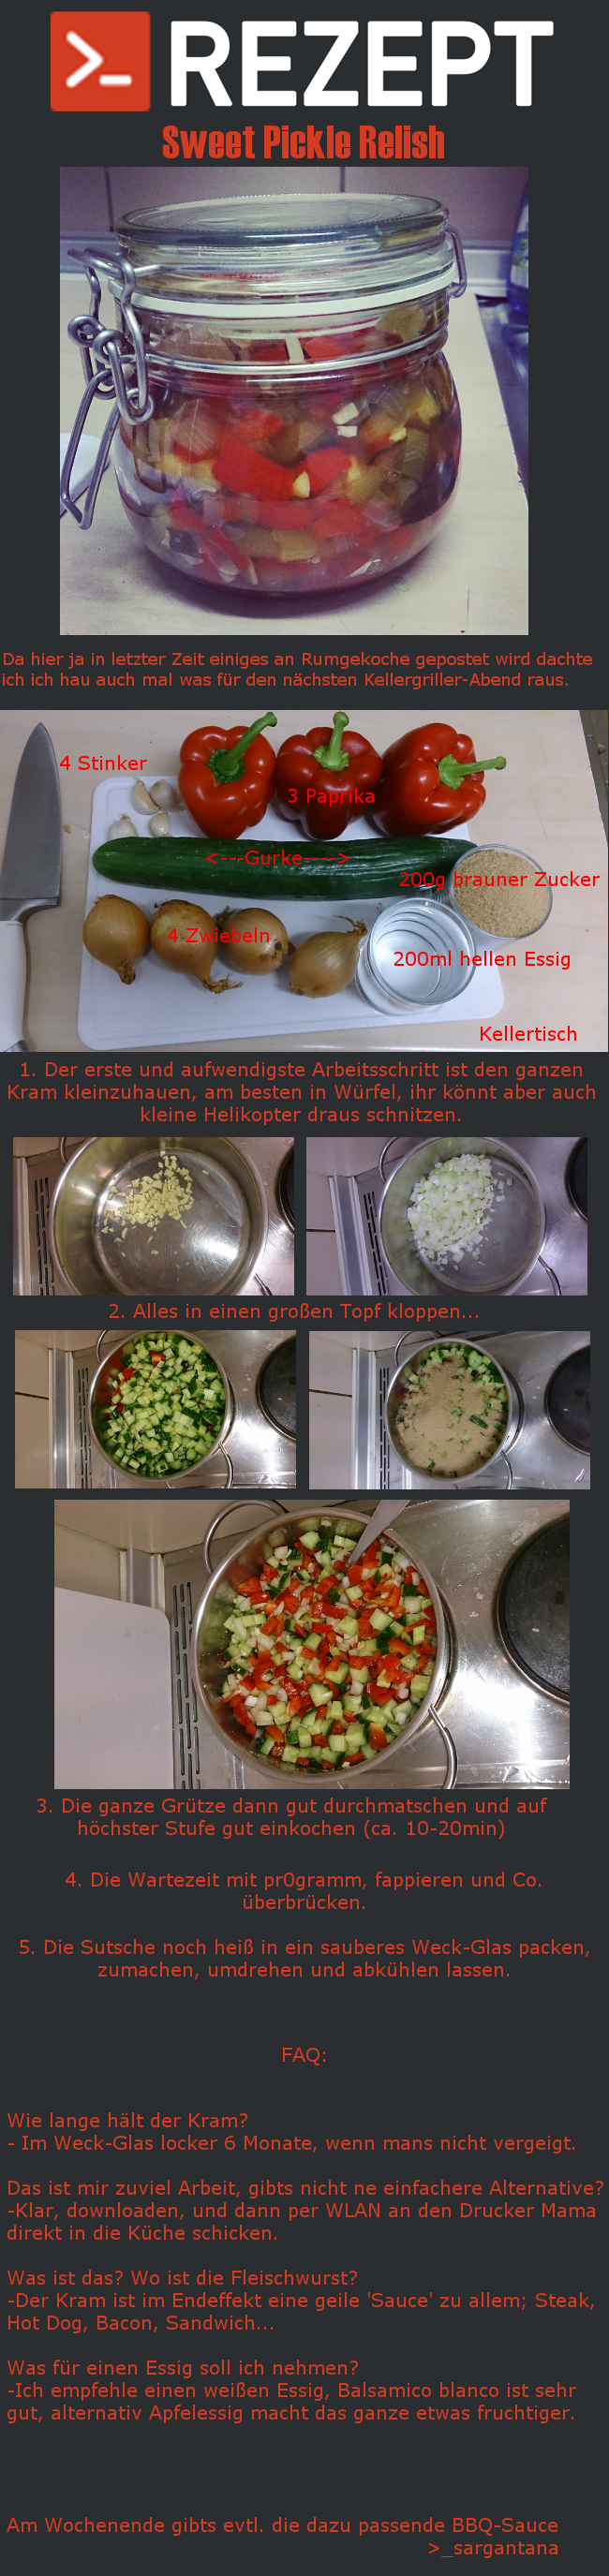 >_ REZEPT
Sweet Pickle Relish
Da hier ja in letzter Zeit einiges an Rumgekoche gepostet wird dachte
ich ich hau auch mal was für den nächsten Kellergriller-Abend raus.
4 Stinker
3 Paprika
<---Gurke---->
200g brauner Zucker
4 Zwiebeln
200ml hellen Essig
Kellertisch
1. Der erste und aufwendigste Arbeitsschritt ist den ganzen
Kram kleinzuhauen, am besten in Würfel, ihr könnt aber auch
kleine Helikopter draus schnitzen.
2. Alles in einen großen Topf kloppen...
3. Die ganze Grütze dann gut durchmatschen und auf
höchster Stufe gut einkochen (ca. 10-20min)
4. Die Wartezeit mit pr0gramm, fappieren und Co.
überbrücken.
5. Die Sutsche noch heiß in ein sauberes Weck-Glas packen,
zumachen, umdrehen und abkühlen lassen.
FAQ:
Wie lange hält der Kram?
- Im Weck-Glas locker 6 Monate, wenn mans nicht vergeigt.
Das ist mir zuviel Arbeit, gibts nicht ne einfachere Alternative?
-Klar, downloaden, und dann per WLAN an den Drucker Mama
direkt in die Küche schicken.
Was ist das? Wo ist die Fleischwurst?
-Der Kram ist im Endeffekt eine geile 'Sauce' zu allem; Steak,
Hot Dog, Bacon, Sandwich...
Was für einen Essig soll ich nehmen?
-Ich empfehle einen weißen Essig, Balsamico blanco ist sehr
gut, alternativ Apfelessig macht das ganze etwas fruchtiger.
Am Wochenende gibts evtl. die dazu passende BBQ-Sauce
>_sargantana